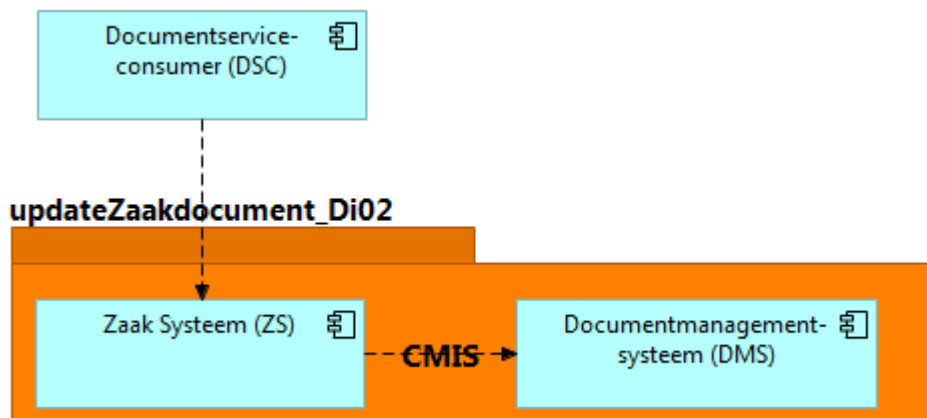 Documentservice-
consumer (DSC)
updateZaakdocument_Di02
Zaak Systeem (ZS)
CMIS
Documentmanagement-
systeem (DMS)